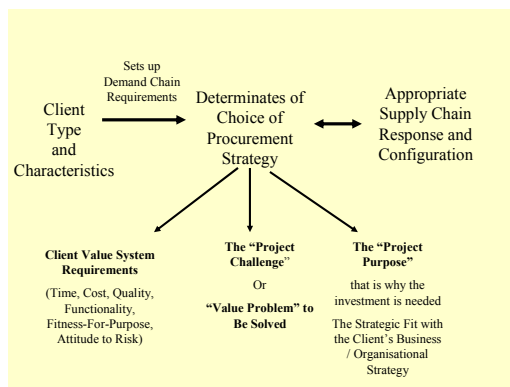 Sets up
Demand Chain
Requirements
Client
Type
and
Characteristics
Determinates of
Choice of
Procurement
Strategy
Appropriate
Supply Chain
Response and
Configuration
Client Value System
Requirements
(Time, Cost, Quality,
Functionality,
Fitness-For-Purpose,
Attitude to Risk)
The “Project
Challenge”
Or
“Value Problem” to
Be Solved
The “Project
Purpose”
that is why the
investment is needed
The Strategic Fit with
the Client’s Business
/ Organisational
Strategy